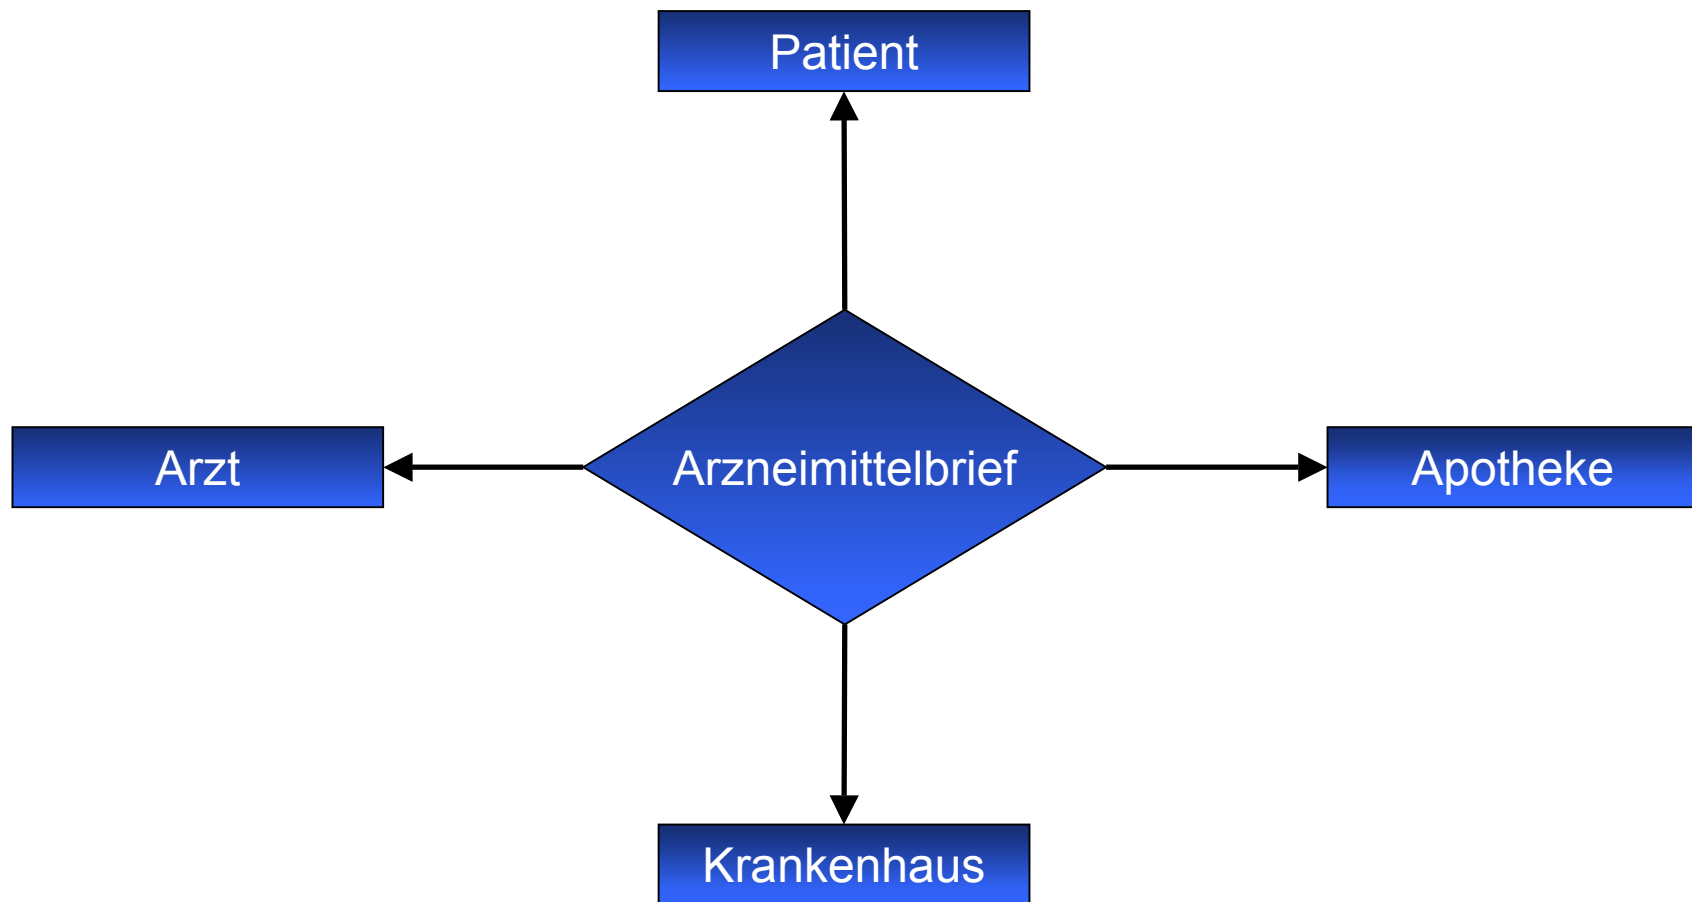 Patient
Arzt
Arzneimittelbrief
Apotheke
Krankenhaus